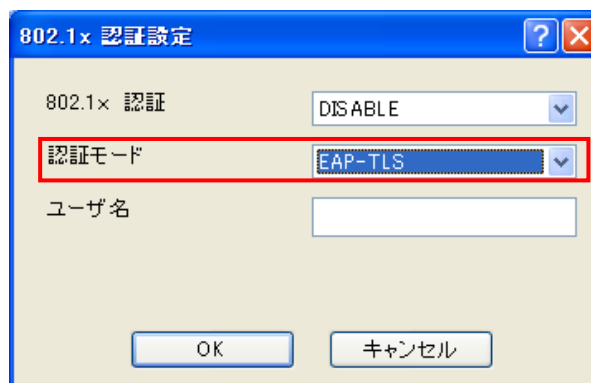 802.1x 認証設定
802.1x 認証 DISABLE
認証モード EAP-TLS
ユーザ名
OK キャンセル